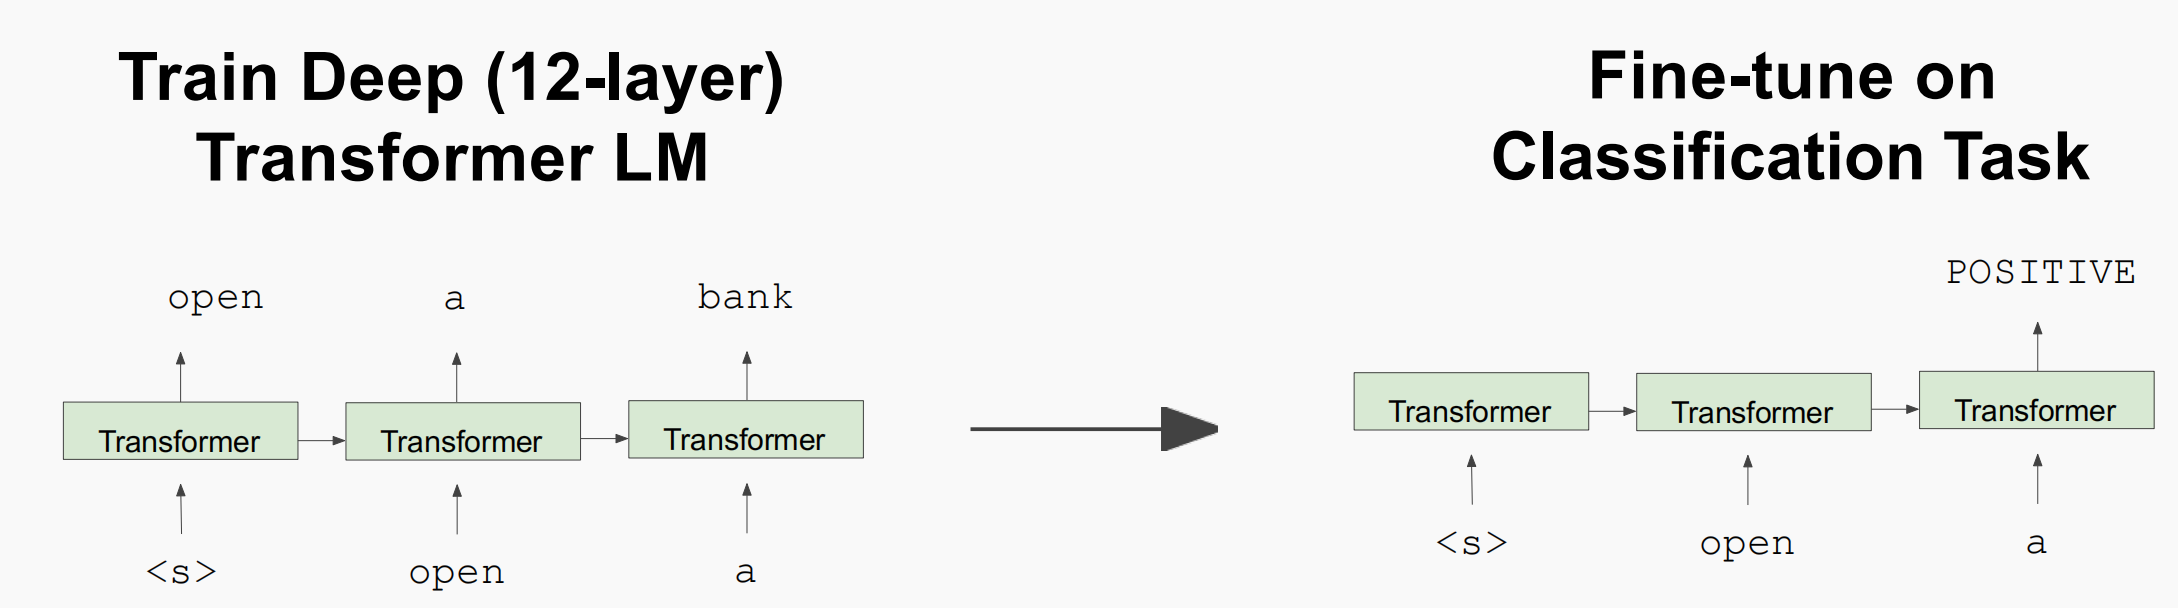 Train Deep (12-layer)
Transformer LM
open a bank
Transformer Transformer Transformer
<s> open a
Fine-tune on
Classification Task
POSITIVE
Transformer Transformer Transformer
<s> open a